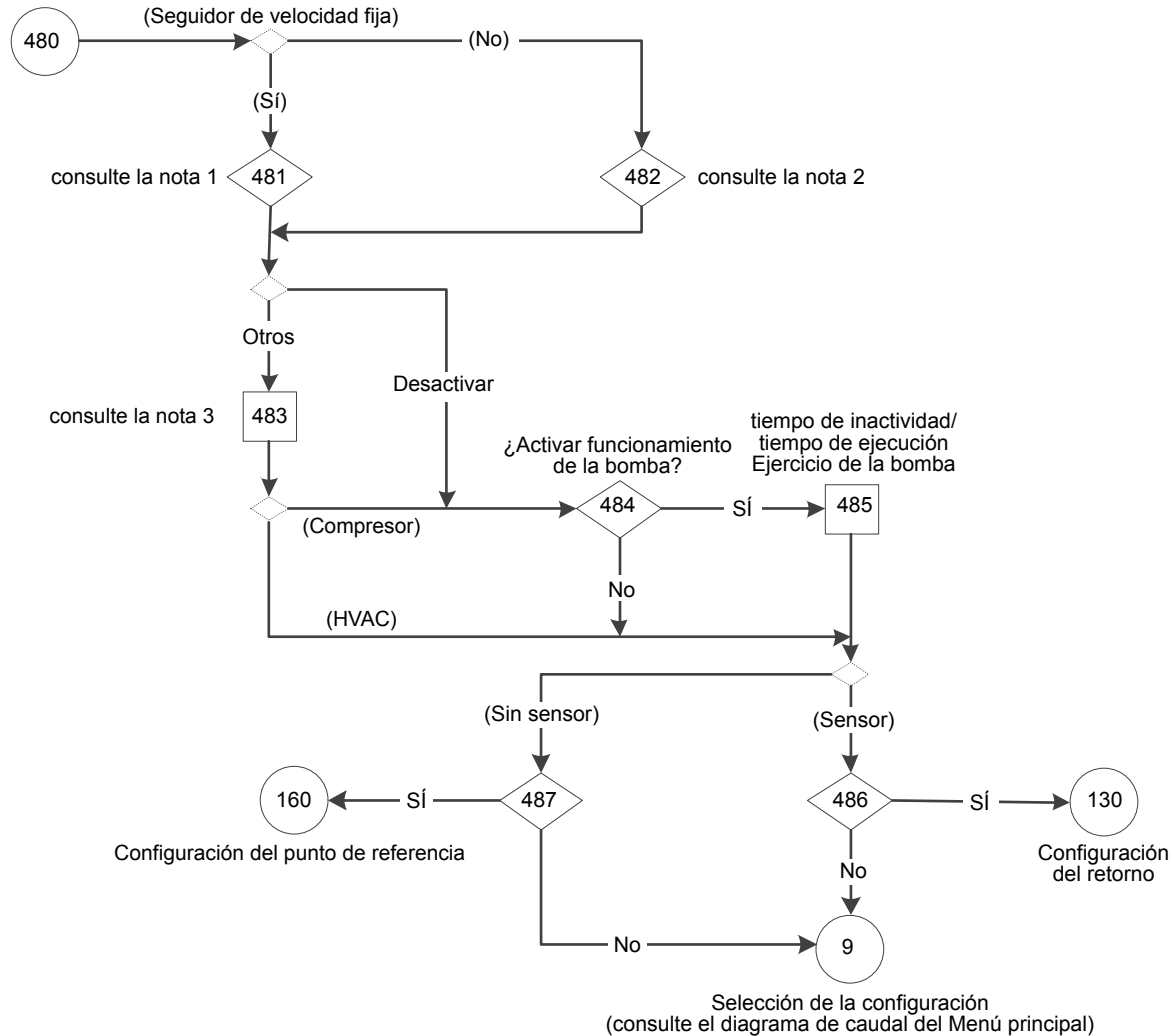 (Seguidor de velocidad fija)
480
(No)
(Sí)
consulte la nota 1
481
482
consulte la nota 2
Otros
Desactivar
consulte la nota 3
483
¿Activar funcionamiento
de la bomba?
tiempo de inactividad/
tiempo de ejecución
Ejercicio de la bomba
484
SÍ
485
(Compresor)
No
(HVAC)
(Sin sensor)
(Sensor)
160
SÍ
487
486
SÍ
130
Configuración del punto de referencia
Configuración
del retorno
No
No
9
Selección de la configuración
(consulte el diagrama de caudal del Menú principal)